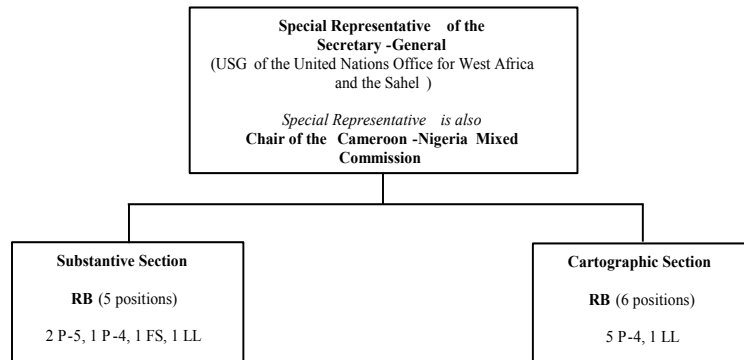 Special Representative of the
Secretary -General
(USG of the United Nations Office for West Africa
and the Sahel )
Special Representative is also
Chair of the Cameroon -Nigeria Mixed
Commission
Substantive Section
RB (5 positions)
2 P-5, 1 P-4, 1 FS, 1 LL
Cartographic Section
RB (6 positions)
5 P-4, 1 LL